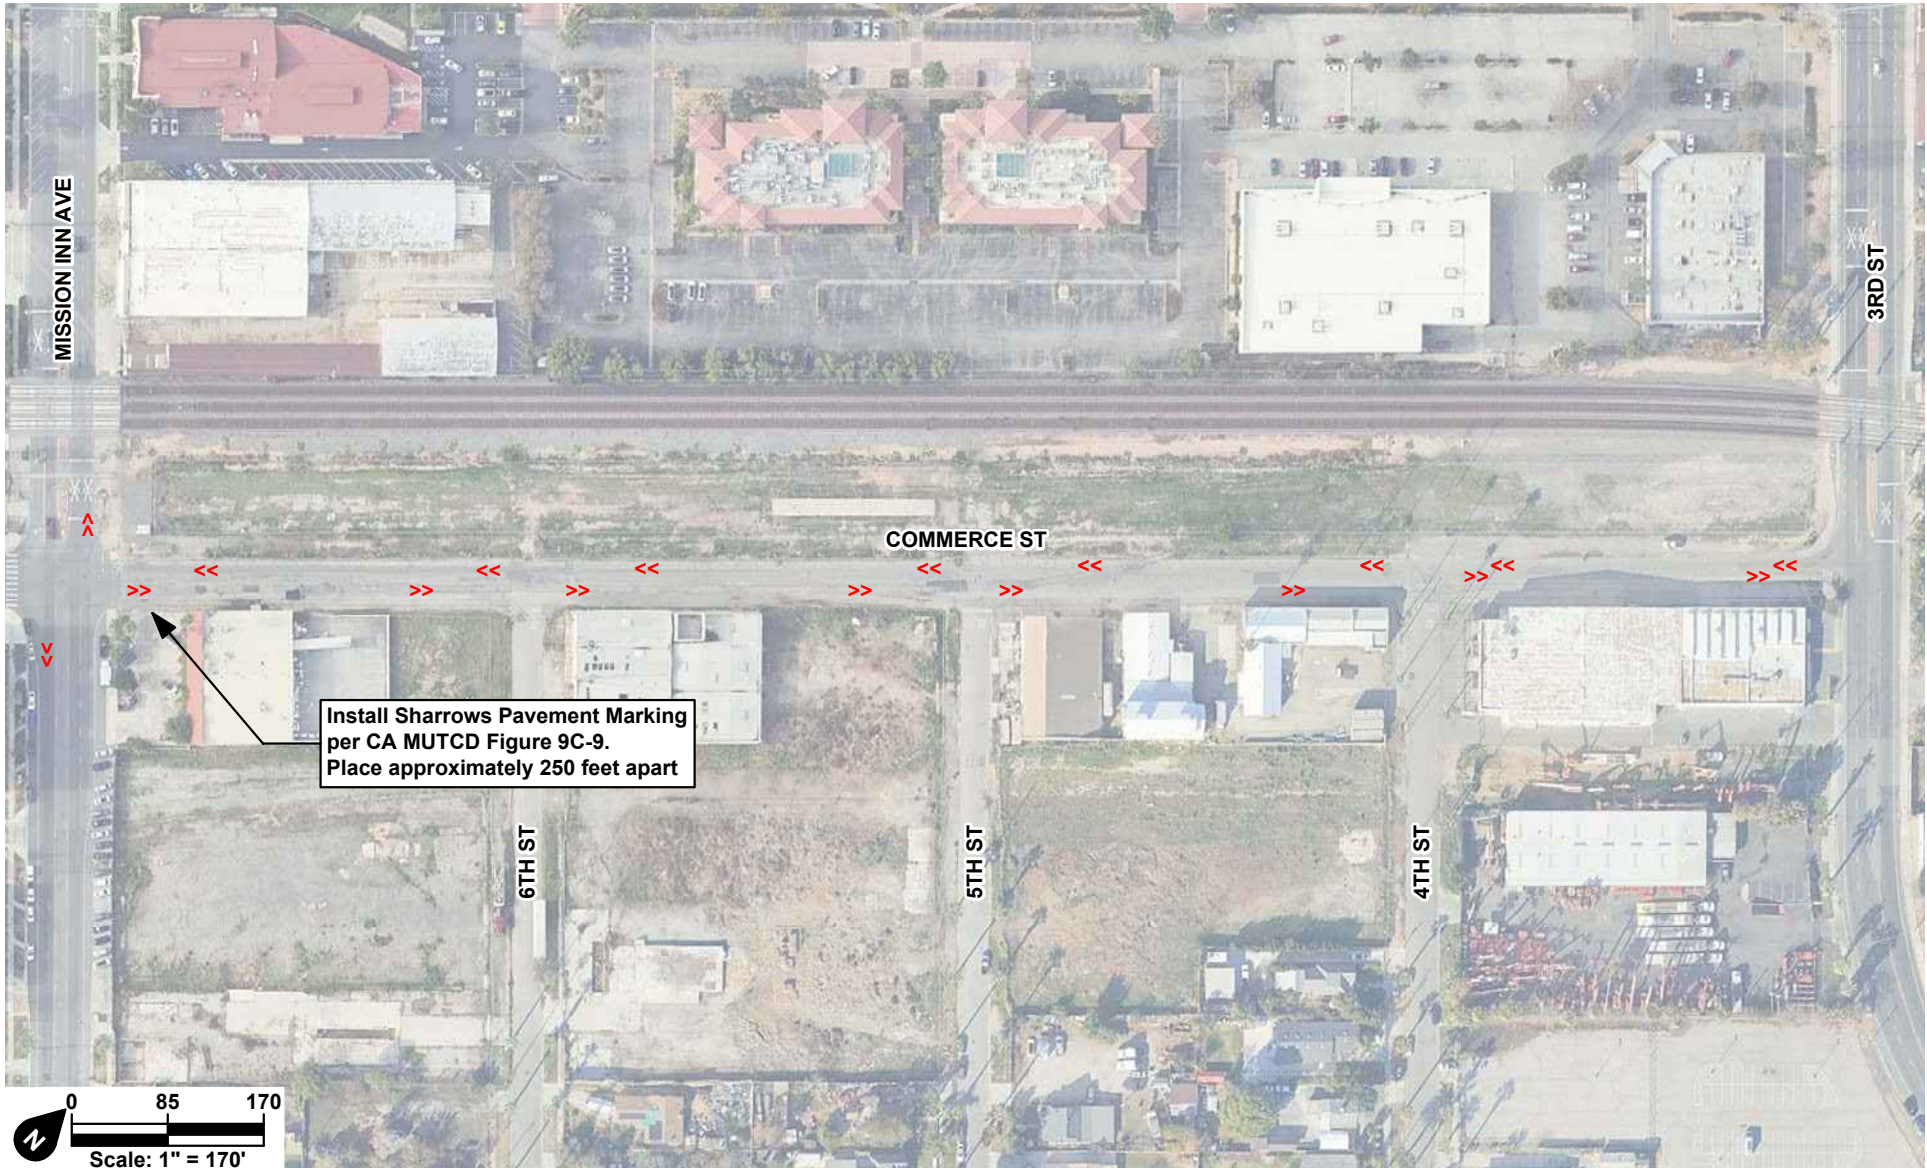 MISSION INN AVE
3RD ST
COMMERCE ST
<<
<<
<<
<<
<<
<<
<<
<<
>>
>>
>>
>>
>>
>>
>>
>>
Install Sharrows Pavement Marking
per CA MUTCD Figure 9C-9.
Place approximately 250 feet apart
6TH ST
5TH ST
4TH ST
0 85 170
N
Scale: 1" = 170'